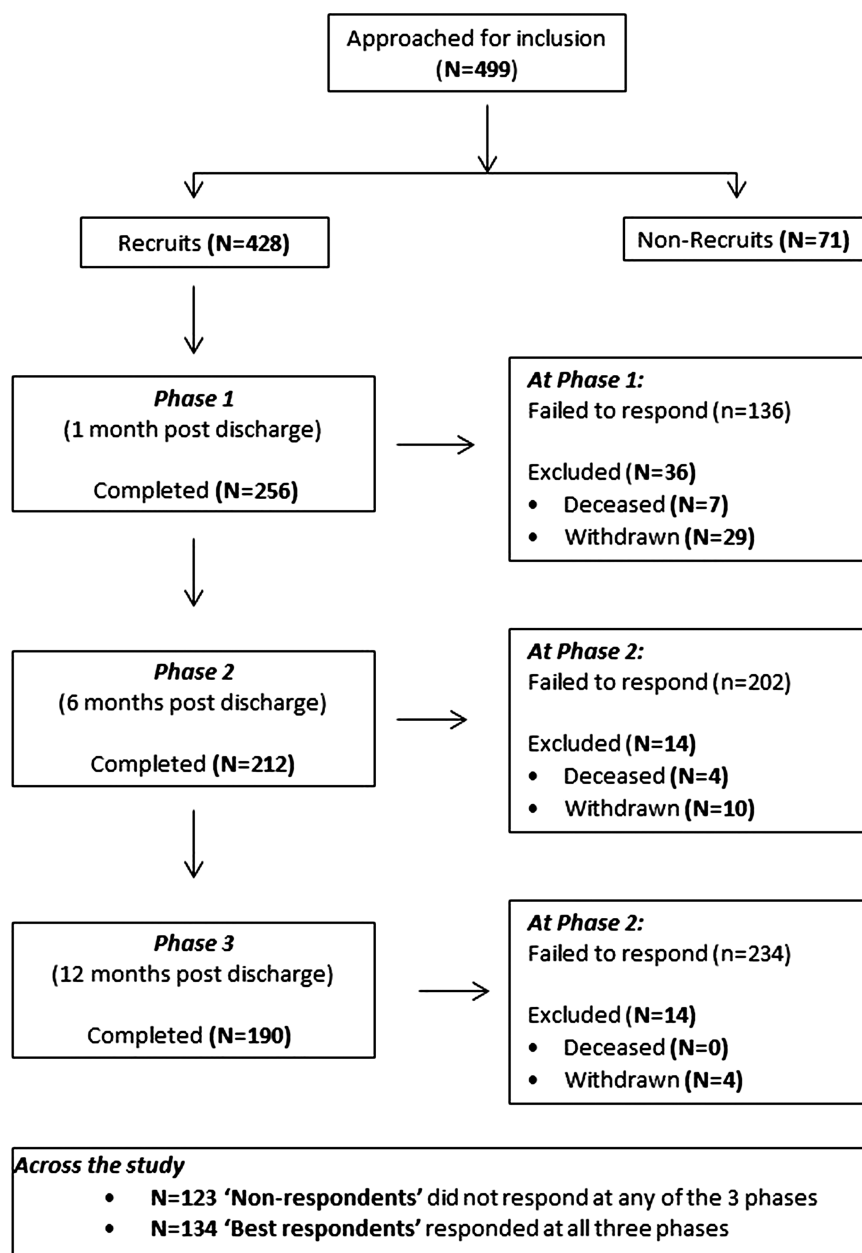 Approached for inclusion
(N=499)
Recruits (N=428)
Non-Recruits (N=71)
Phase 1
(1 month post discharge)
Completed (N=256)
At Phase 1:
Failed to respond (n=136)
Excluded (N=36)
• Deceased (N=7)
• Withdrawn (N=29)
Phase 2
(6 months post discharge)
Completed (N=212)
At Phase 2:
Failed to respond (n=202)
Excluded (N=14)
• Deceased (N=4)
• Withdrawn (N=10)
Phase 3
(12 months post discharge)
Completed (N=190)
At Phase 2:
Failed to respond (n=234)
Excluded (N=14)
• Deceased (N=0)
• Withdrawn (N=4)
Across the study
• N=123 ‘Non-respondents’ did not respond at any of the 3 phases
• N=134 ‘Best respondents’ responded at all three phases